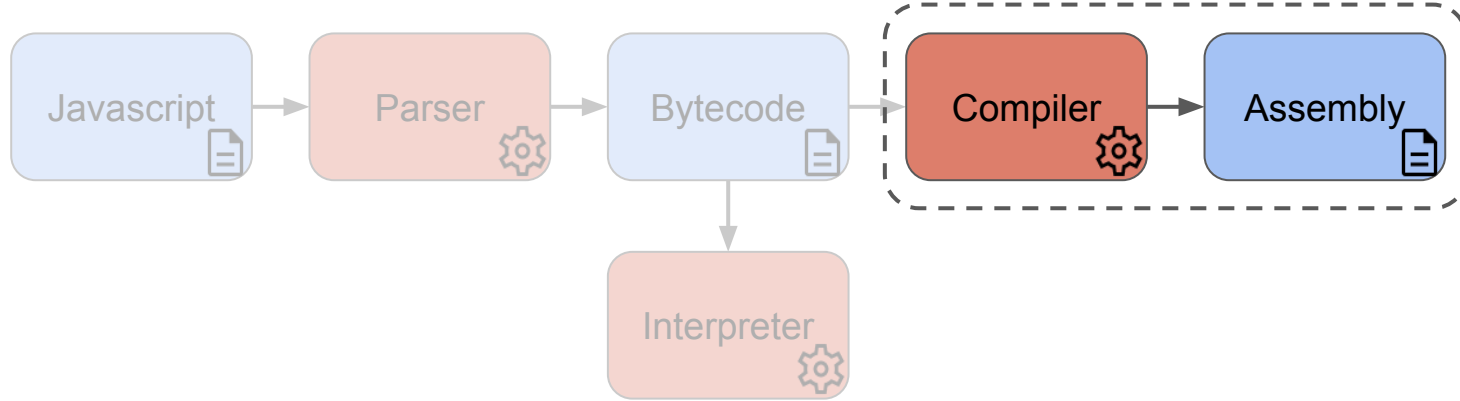 Javascript
Parser
Bytecode
Compiler
Assembly
Interpreter